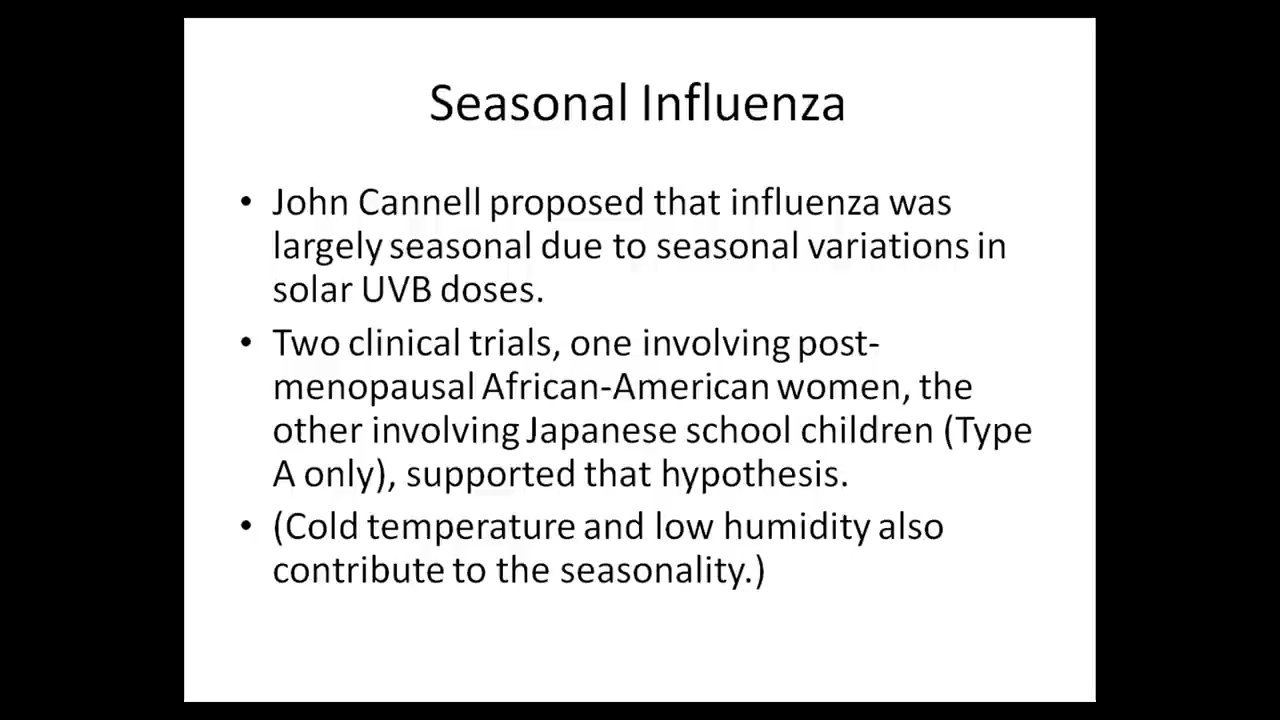 Seasonal Influenza
• John Cannell proposed that influenza was
largely seasonal due to seasonal variations in
solar UVB doses.
• Two clinical trials, one involving post-
menopausal African-American women, the
other involving Japanese school children (Type
A only), supported that hypothesis.
• (Cold temperature and low humidity also
contribute to the seasonality.)